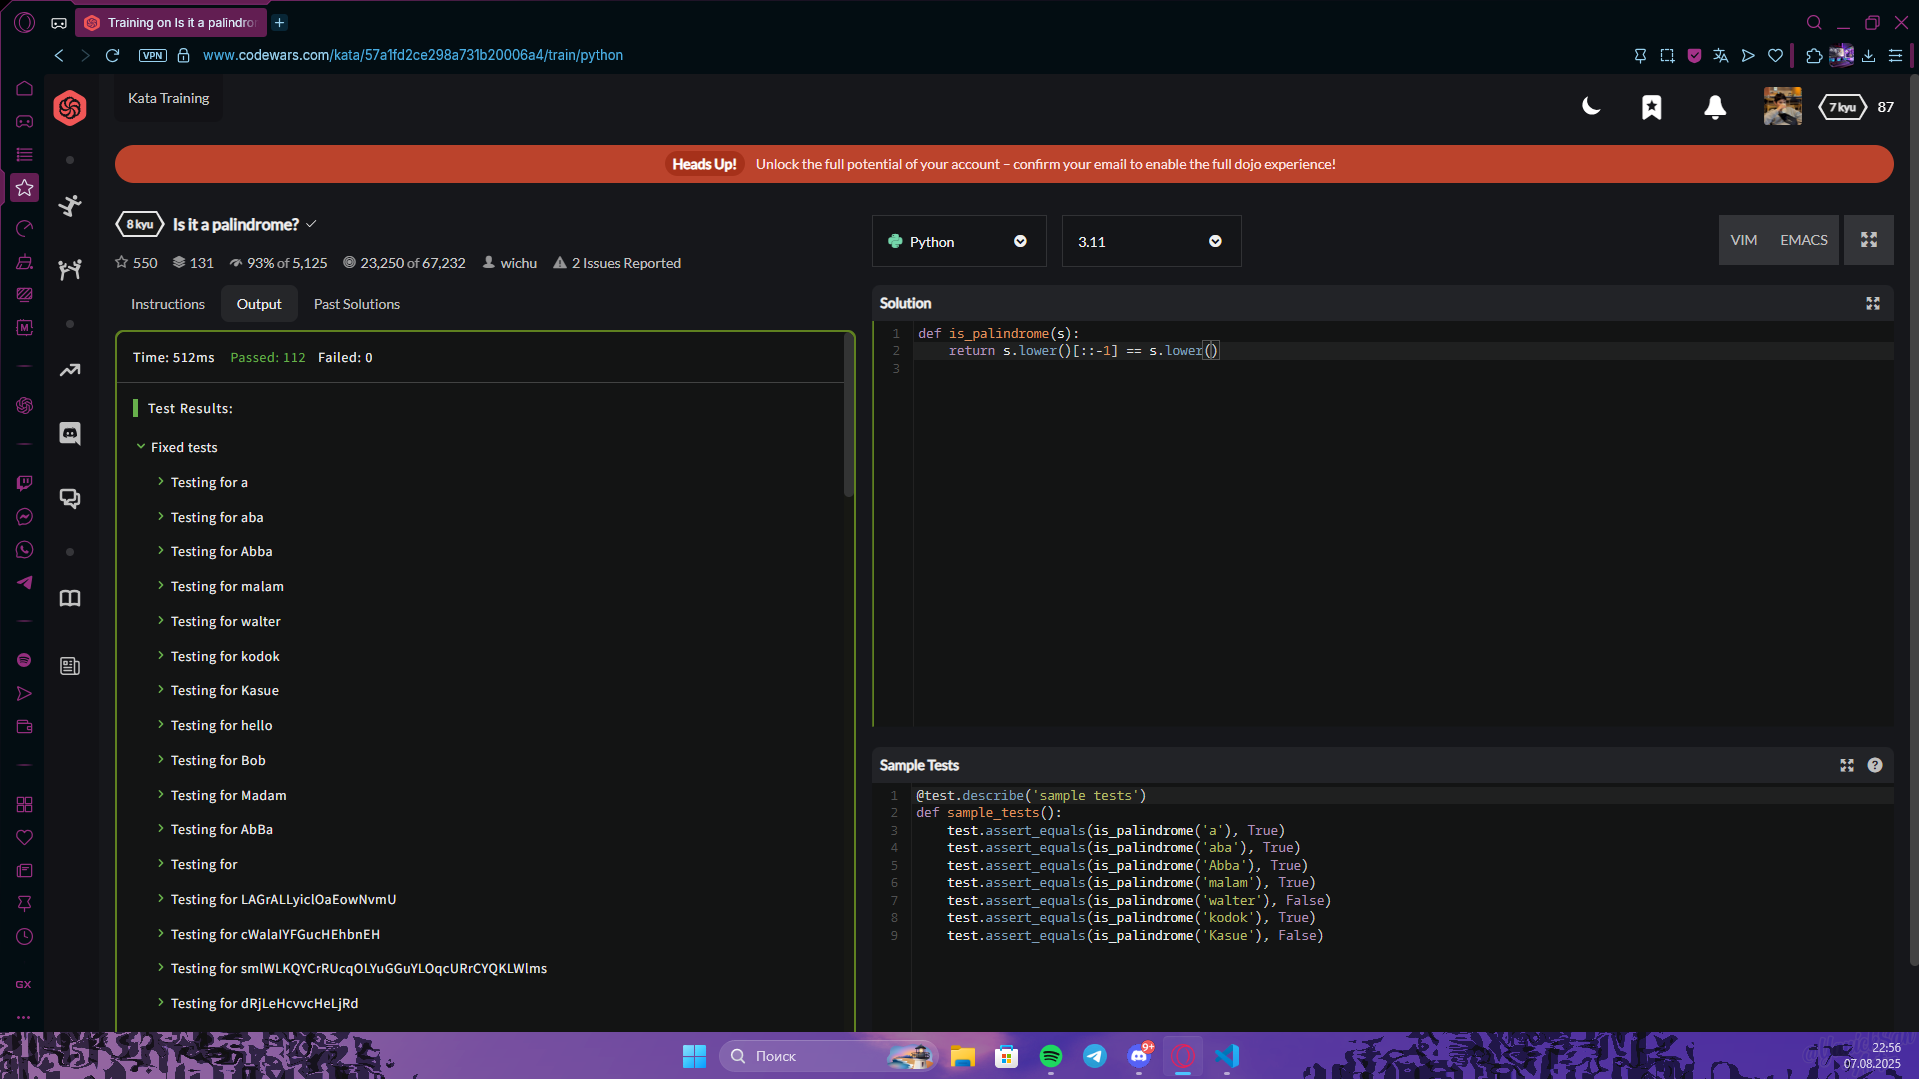 Training on Is it a palindro
VPN
www.codewars.com/kata/57a1fd2ce298a731b20006a4/train/python
Kata Training
7 kyu
87
Heads Up! Unlock the full potential of your account – confirm your email to enable the full dojo experience!
8 kyu
Is it a palindrome?
550
131
93% of 5,125
23,250 of 67,232
wichu
2 Issues Reported
Python
3.11
VIM
EMACS
Instructions
Output
Past Solutions
Time: 512ms Passed: 112 Failed: 0
Test Results:
Fixed tests
Testing for a
Testing for aba
Testing for Abba
Testing for malam
Testing for walter
Testing for kodok
Testing for Kasue
Testing for hello
Testing for Bob
Testing for Madam
Testing for AbBa
Testing for
Testing for LAGrALLyiclOaEowNvmU
Testing for cWalaIYFGucHEhbnEH
Testing for smlWLKQYCrRUcqOLYuGGuYLOqcURrCYQKLWlms
Testing for dRjLeHcvvcHeLjRd
Solution
1 def is_palindrome(s):
2     return s.lower()[::-1] == s.lower()
3
Sample Tests
1 @test.describe('sample tests')
2 def sample_tests():
3     test.assert_equals(is_palindrome('a'), True)
4     test.assert_equals(is_palindrome('aba'), True)
5     test.assert_equals(is_palindrome('Abba'), True)
6     test.assert_equals(is_palindrome('malam'), True)
7     test.assert_equals(is_palindrome('walter'), False)
8     test.assert_equals(is_palindrome('kodok'), True)
9     test.assert_equals(is_palindrome('Kasue'), False)
GX
Поиск
9+
22:56
07.08.2025